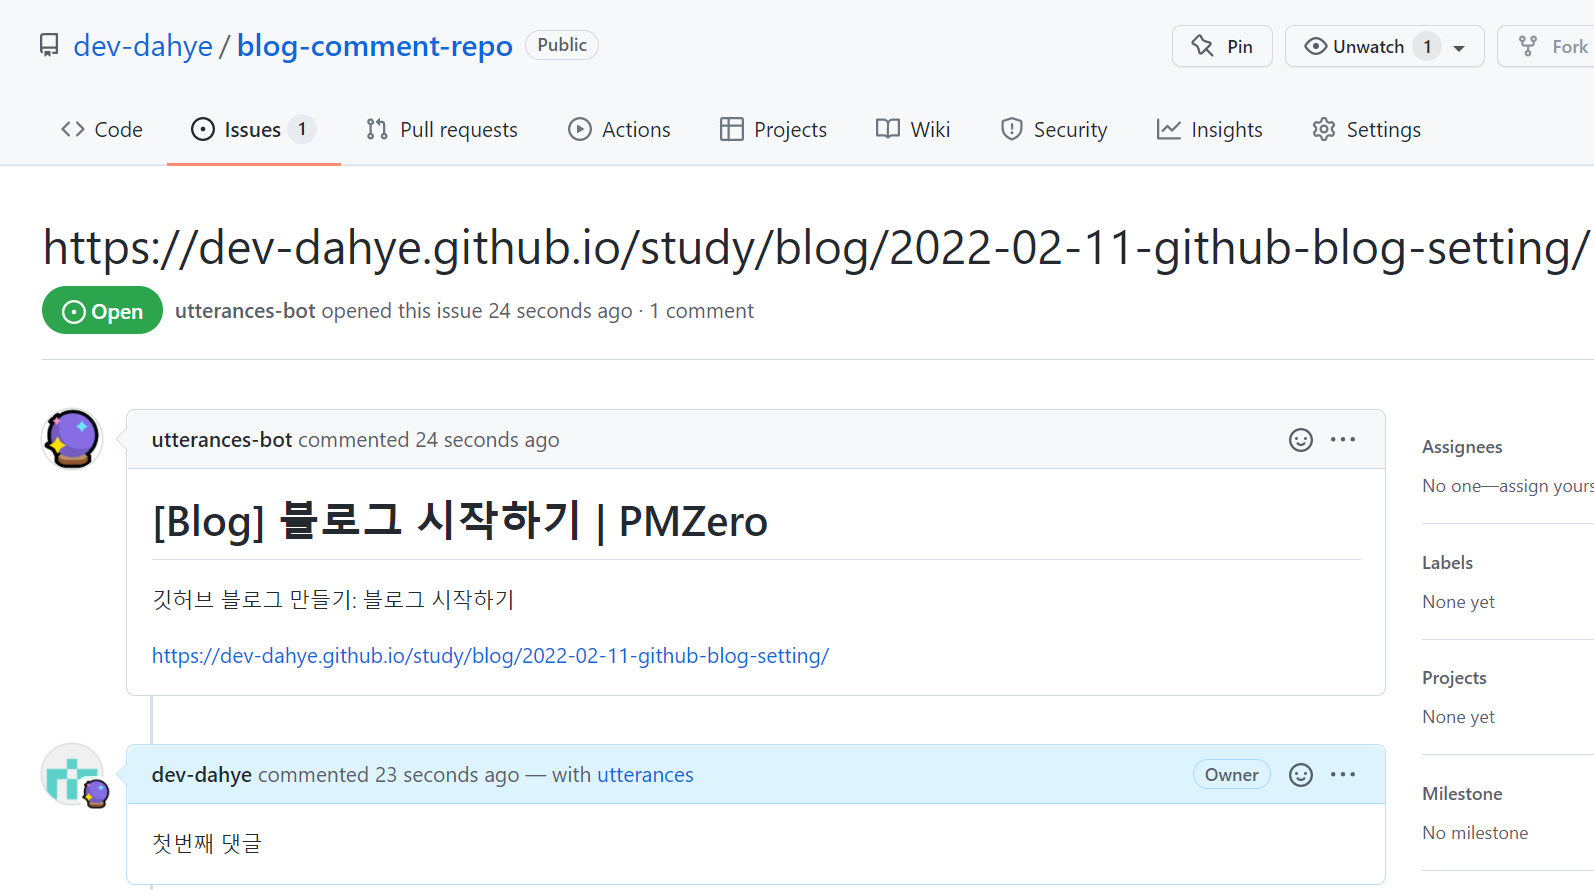 dev-dahye / blog-comment-repo Public Pin Unwatch 1 Fork
Code Issues 1 Pull requests Actions Projects Wiki Security Insights Settings
https://dev-dahye.github.io/study/blog/2022-02-11-github-blog-setting/
Open utterances-bot opened this issue 24 seconds ago · 1 comment
utterances-bot commented 24 seconds ago
[Blog] 블로그 시작하기 | PMZero
깃허브 블로그 만들기: 블로그 시작하기
https://dev-dahye.github.io/study/blog/2022-02-11-github-blog-setting/
dev-dahye commented 23 seconds ago — with utterances Owner
첫번째 댓글
Assignees
No one—assign yours
Labels
None yet
Projects
None yet
Milestone
No milestone